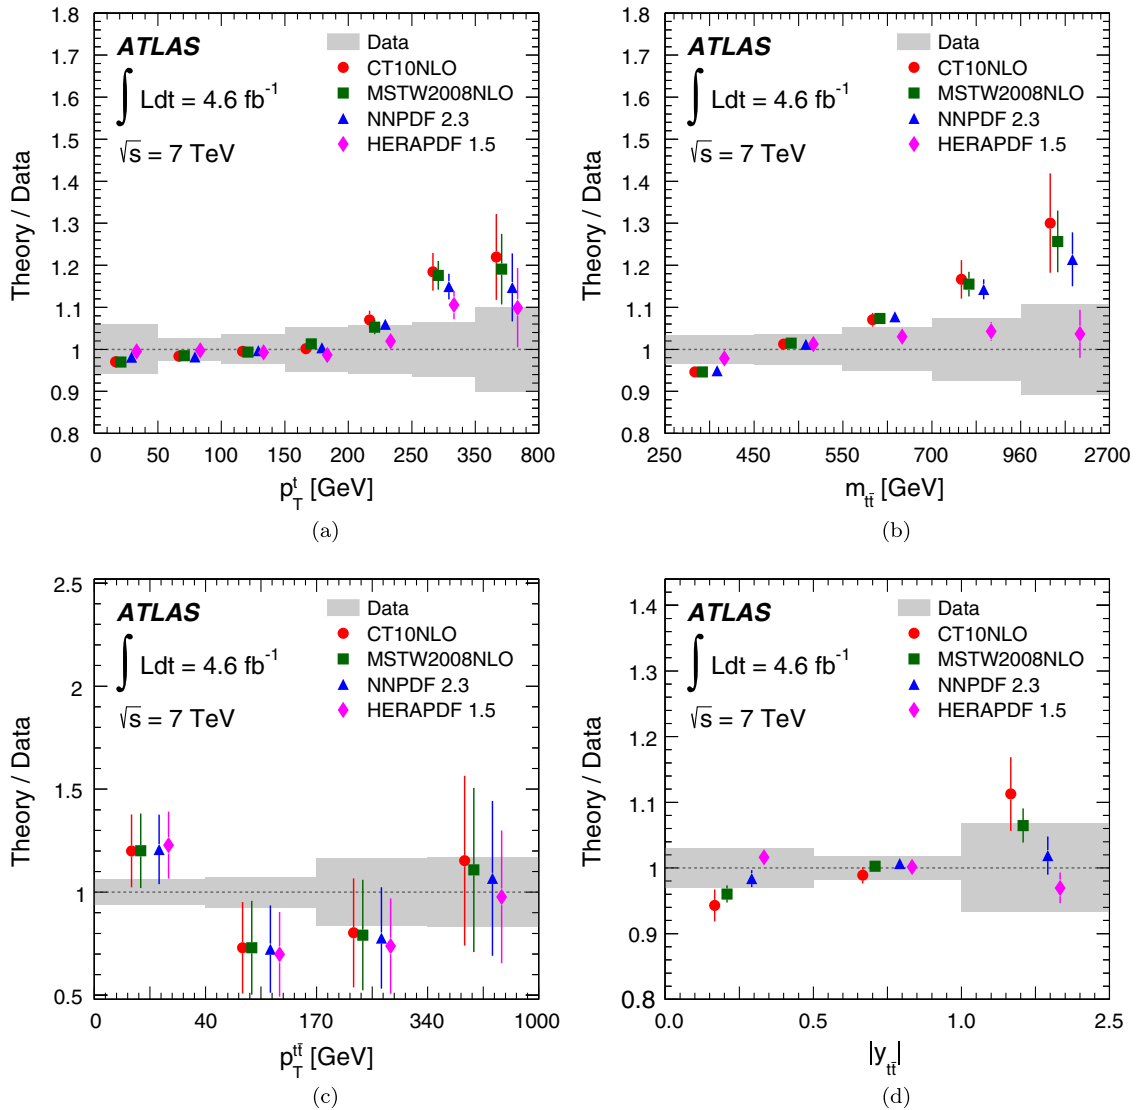 1.8
1.7
1.6
1.5
1.4
1.3
1.2
1.1
1
0.9
0.8
Theory / Data
ATLAS
∫ Ldt = 4.6 fb⁻¹
√s = 7 TeV
Data
CT10NLO
MSTW2008NLO
NNPDF 2.3
HERAPDF 1.5
0 50 100 150 200 250 350 800
p_T^t [GeV]
(a)
1.8
1.7
1.6
1.5
1.4
1.3
1.2
1.1
1
0.9
0.8
Theory / Data
ATLAS
∫ Ldt = 4.6 fb⁻¹
√s = 7 TeV
Data
CT10NLO
MSTW2008NLO
NNPDF 2.3
HERAPDF 1.5
250 450 550 700 960 2700
m_tt̄ [GeV]
(b)
2.5
2
1.5
1
0.5
Theory / Data
ATLAS
∫ Ldt = 4.6 fb⁻¹
√s = 7 TeV
Data
CT10NLO
MSTW2008NLO
NNPDF 2.3
HERAPDF 1.5
0 40 170 340 1000
p_T^tt̄ [GeV]
(c)
1.4
1.3
1.2
1.1
1
0.9
0.8
Theory / Data
ATLAS
∫ Ldt = 4.6 fb⁻¹
√s = 7 TeV
Data
CT10NLO
MSTW2008NLO
NNPDF 2.3
HERAPDF 1.5
0.0 0.5 1.0 2.5
|y_tt̄|
(d)